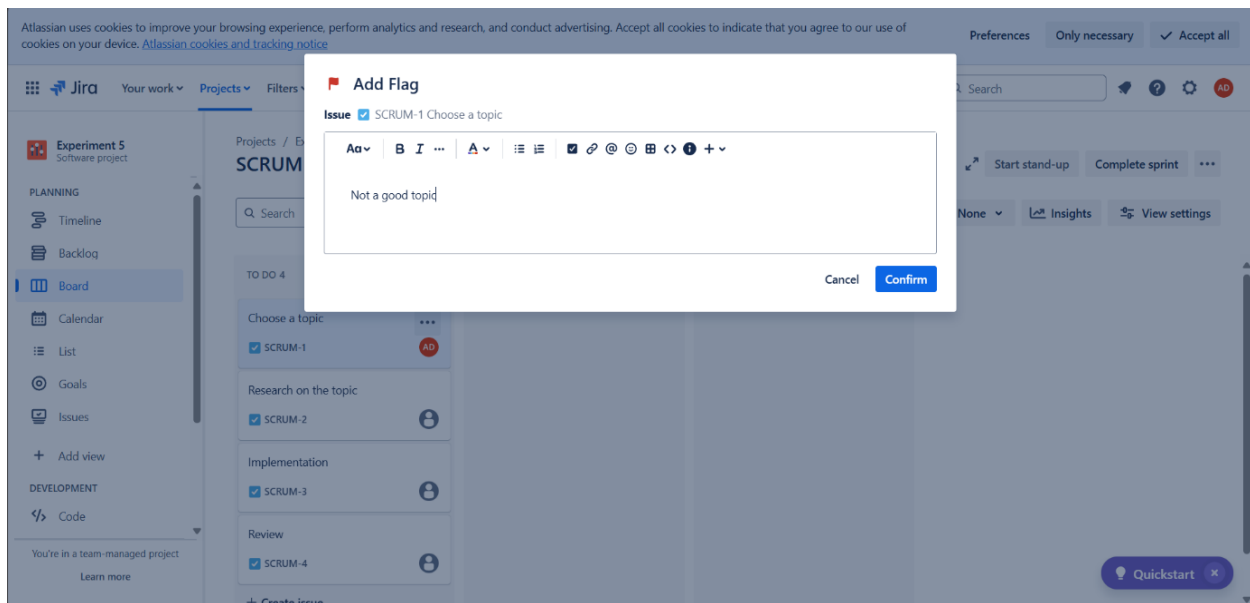 Atlassian uses cookies to improve your browsing experience, perform analytics and research, and conduct advertising. Accept all cookies to indicate that you agree to our use of
cookies on your device. Atlassian cookies and tracking notice
Preferences
Only necessary
Accept all
Jira
Your work
Projects
Filters
Search
AD
Add Flag
Issue SCRUM-1 Choose a topic
Aa B I ... A
Not a good topic
Cancel
Confirm
Experiment 5
Software project
PLANNING
Timeline
Backlog
Board
Calendar
List
Goals
Issues
+ Add view
DEVELOPMENT
Code
You're in a team-managed project
Learn more
Projects /
SCRUM
Search
Start stand-up
Complete sprint
None
Insights
View settings
TO DO 4
Choose a topic
SCRUM-1
AD
Research on the topic
SCRUM-2
Implementation
SCRUM-3
Review
SCRUM-4
+ Create issue
Quickstart